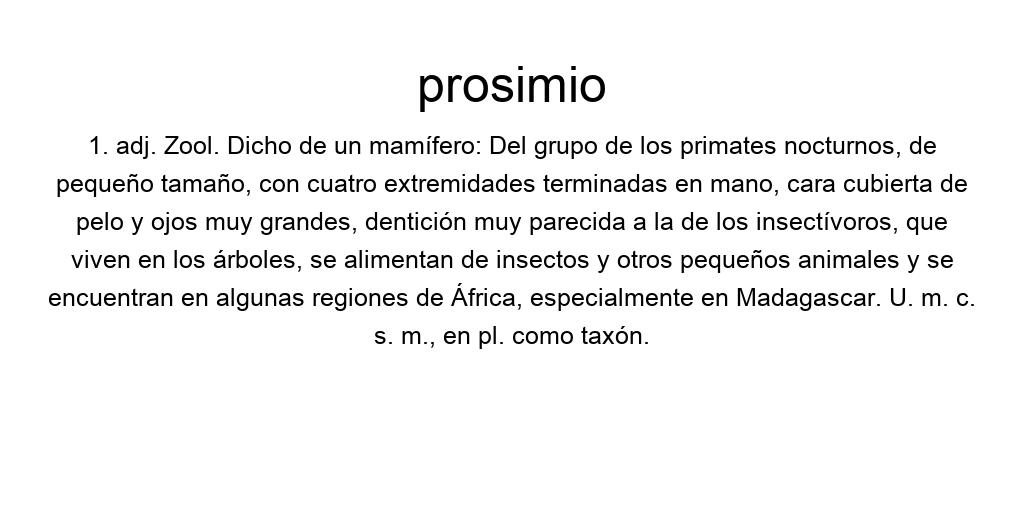 prosimio
1. adj. Zool. Dicho de un mamífero: Del grupo de los primates nocturnos, de
pequeño tamaño, con cuatro extremidades terminadas en mano, cara cubierta de
pelo y ojos muy grandes, dentición muy parecida a la de los insectívoros, que
viven en los árboles, se alimentan de insectos y otros pequeños animales y se
encuentran en algunas regiones de África, especialmente en Madagascar. U. m. c.
s. m., en pl. como taxón.